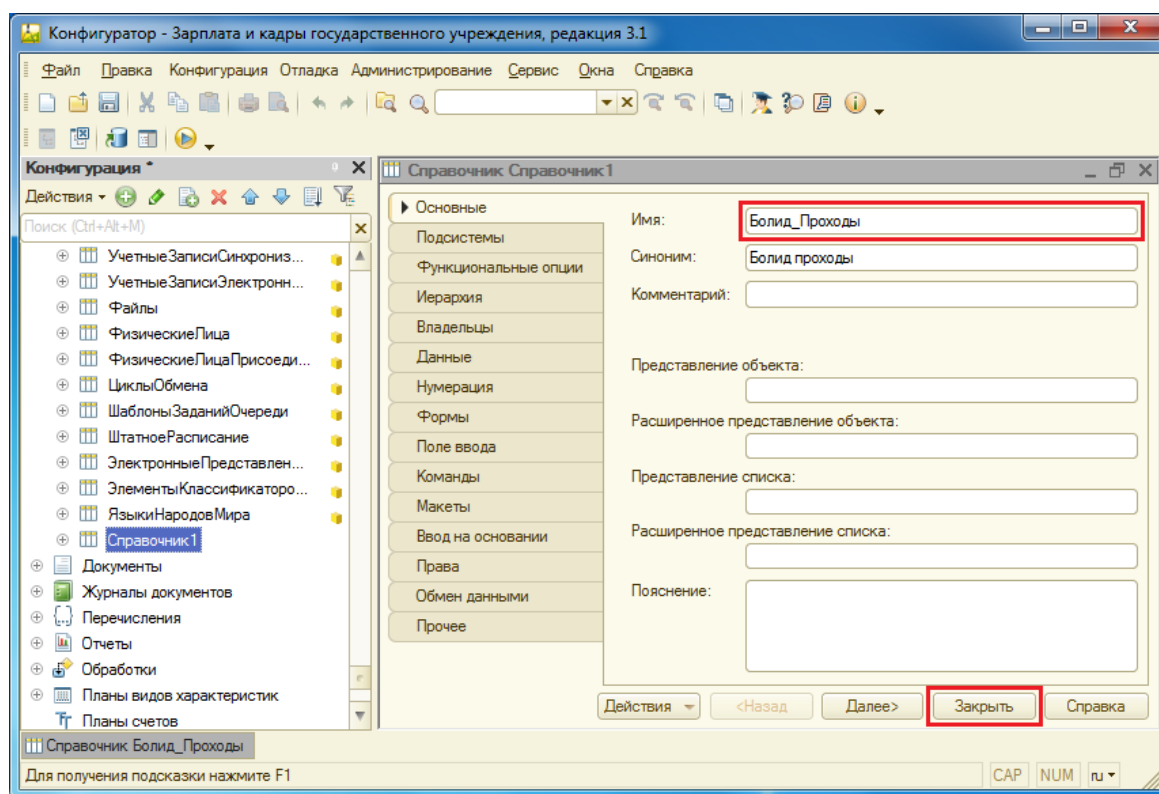 Конфигуратор - Зарплата и кадры государственного учреждения, редакция 3.1
Файл Правка Конфигурация Отладка Администрирование Сервис Окна Справка
Конфигурация *
Действия
Поиск (Ctrl+Alt+M)
УчетныеЗаписиСинхрониз...
УчетныеЗаписиЭлектронн...
Файлы
ФизическиеЛица
ФизическиеЛицаПрисоеди...
ЦиклыОбмена
ШаблоныЗаданийОчереди
ШтатноеРасписание
ЭлектронныеПредставлен...
ЭлементыКлассификаторо...
ЯзыкиНародовМира
Справочник1
Документы
Журналы документов
Перечисления
Отчеты
Обработки
Планы видов характеристик
Планы счетов
Справочник Справочник1
Основные
Подсистемы
Функциональные опции
Иерархия
Владельцы
Данные
Нумерация
Формы
Поле ввода
Команды
Макеты
Ввод на основании
Права
Обмен данными
Прочее
Имя: Болид_Проходы
Синоним: Болид проходы
Комментарий:
Представление объекта:
Расширенное представление объекта:
Представление списка:
Расширенное представление списка:
Пояснение:
Действия <Назад Далее> Закрыть Справка
Справочник Болид_Проходы
Для получения подсказки нажмите F1 CAP NUM ru